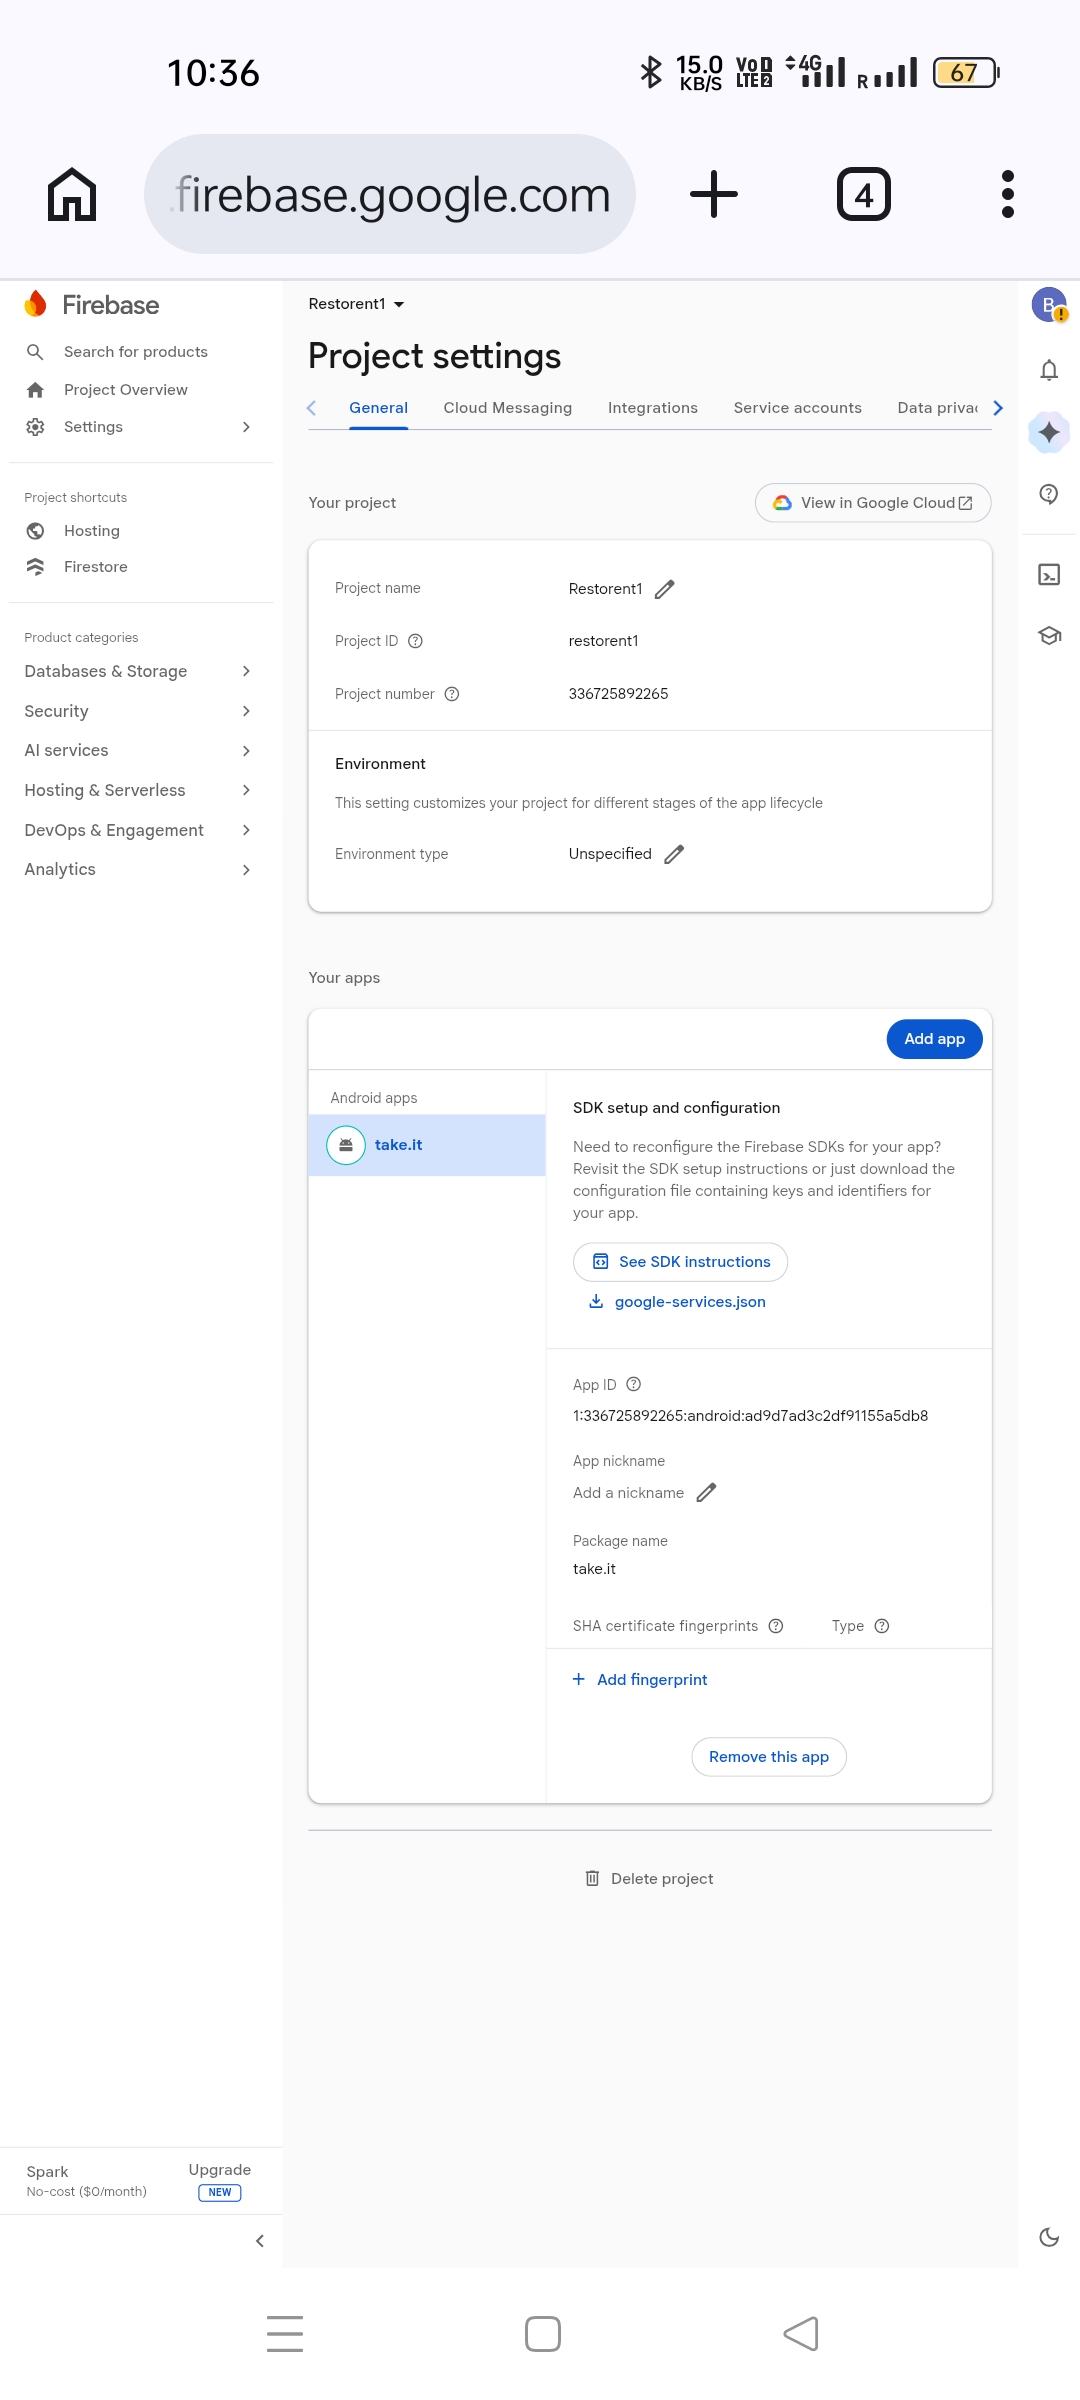 10:36
15.0 KB/S
Vo LTE 2
4G
R
67
.firebase.google.com
4
Firebase
Search for products
Project Overview
Settings
Project shortcuts
Hosting
Firestore
Product categories
Databases & Storage
Security
AI services
Hosting & Serverless
DevOps & Engagement
Analytics
Spark
No-cost ($0/month)
Upgrade
NEW
Restorent1
Project settings
General
Cloud Messaging
Integrations
Service accounts
Data privac
Your project
View in Google Cloud
Project name
Restorent1
Project ID
restorent1
Project number
336725892265
Environment
This setting customizes your project for different stages of the app lifecycle
Environment type
Unspecified
Your apps
Add app
Android apps
take.it
SDK setup and configuration
Need to reconfigure the Firebase SDKs for your app?
Revisit the SDK setup instructions or just download the
configuration file containing keys and identifiers for
your app.
See SDK instructions
google-services.json
App ID
1:336725892265:android:ad9d7ad3c2df91155a5db8
App nickname
Add a nickname
Package name
take.it
SHA certificate fingerprints
Type
Add fingerprint
Remove this app
Delete project
B